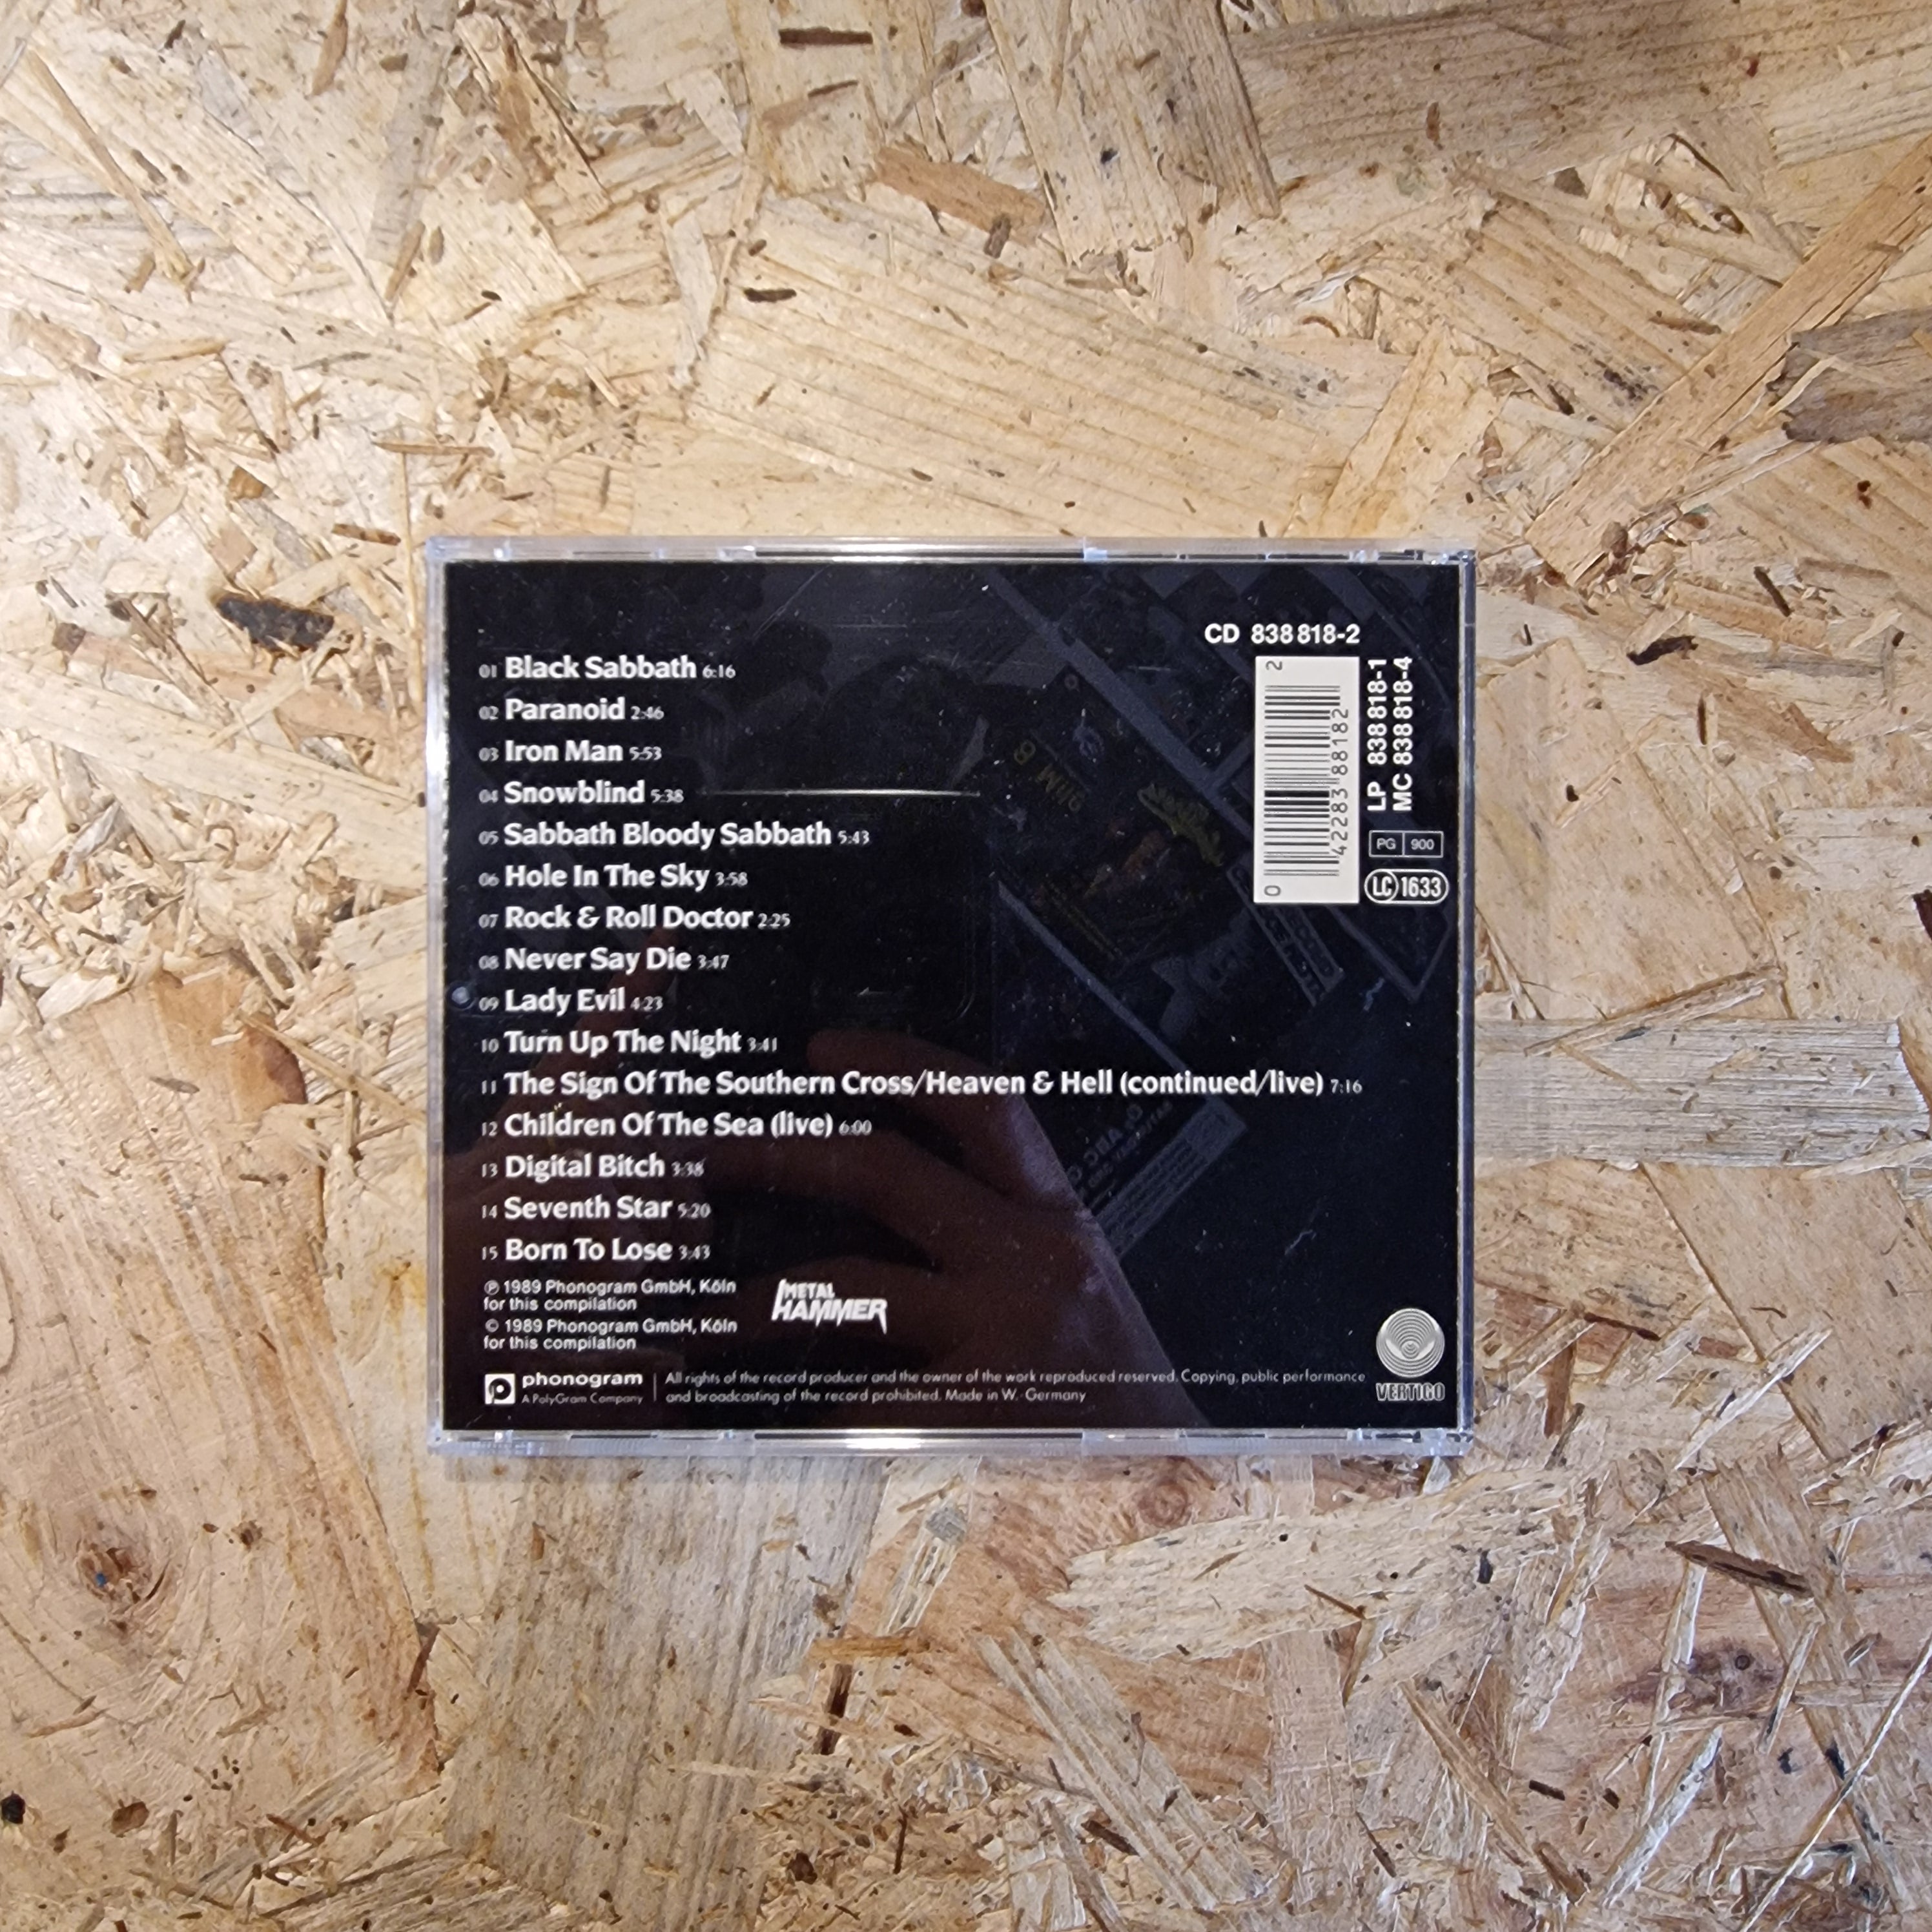 CD 838 818-2
01 Black Sabbath 6:16
02 Paranoid 2:46
03 Iron Man 5:53
04 Snowblind 5:38
05 Sabbath Bloody Sabbath 5:43
06 Hole In The Sky 3:58
07 Rock & Roll Doctor 2:25
08 Never Say Die 3:47
09 Lady Evil 4:23
10 Turn Up The Night 3:41
11 The Sign Of The Southern Cross/Heaven & Hell (continued/live) 7:16
12 Children Of The Sea (live) 6:00
13 Digital Bitch 3:38
14 Seventh Star 5:20
15 Born To Lose 3:43
0 42283 88182 2
LP 838 818-1
MC 838 818-4
PG 900
LC 1633
℗ 1989 Phonogram GmbH, Köln
for this compilation
© 1989 Phonogram GmbH, Köln
for this compilation
METAL
HAMMER
phonogram
A PolyGram Company
All rights of the record producer and the owner of the work reproduced reserved. Copying, public performance
and broadcasting of the record prohibited. Made in W.-Germany
VERTIGO